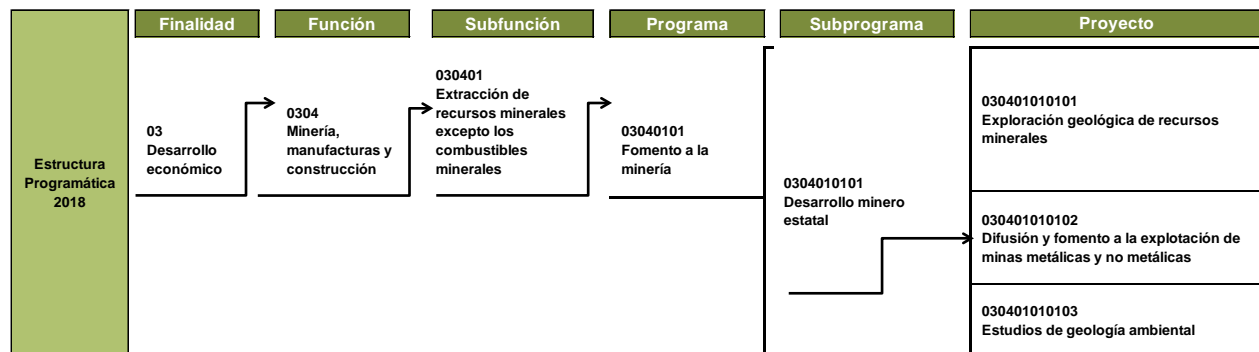 Finalidad
Función
Subfunción
Programa
Subprograma
Proyecto
Estructura
Programática
2018
03
Desarrollo
económico
0304
Minería,
manufacturas y
construcción
030401
Extracción de
recursos minerales
excepto los
combustibles
minerales
03040101
Fomento a la
minería
0304010101
Desarrollo minero
estatal
030401010101
Exploración geológica de recursos
minerales
030401010102
Difusión y fomento a la explotación de
minas metálicas y no metálicas
030401010103
Estudios de geología ambiental